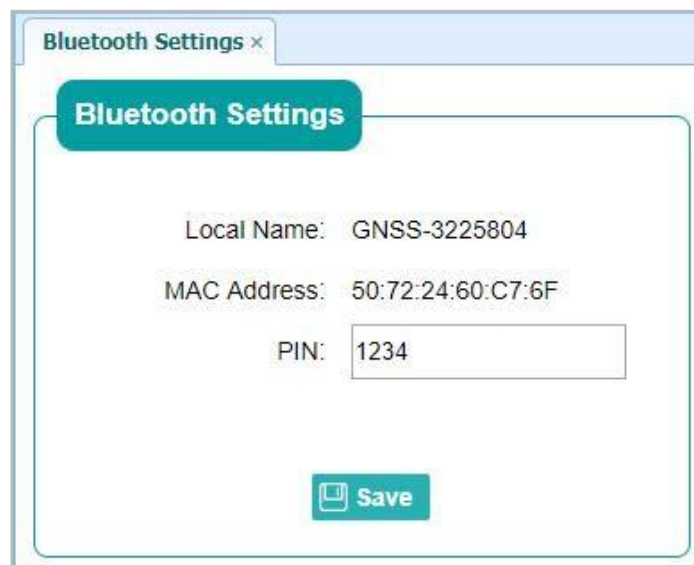 Bluetooth Settings ×
Bluetooth Settings
Local Name: GNSS-3225804
MAC Address: 50:72:24:60:C7:6F
PIN: 1234
Save